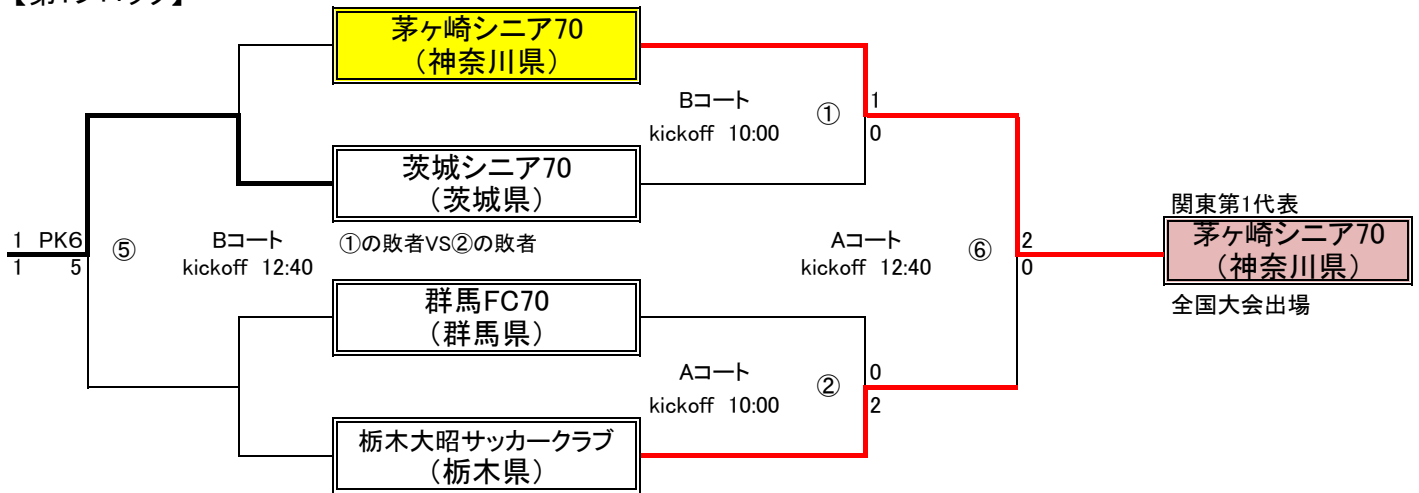 【第1ブロック】
茅ヶ崎シニア70
（神奈川県）
Bコート
kickoff 10:00
①
1
0
茨城シニア70
（茨城県）
①の敗者VS②の敗者
1 PK6
1 5
⑤
Bコート
kickoff 12:40
Aコート
kickoff 12:40
⑥
2
0
関東第1代表
茅ヶ崎シニア70
（神奈川県）
全国大会出場
群馬FC70
（群馬県）
Aコート
kickoff 10:00
②
0
2
栃木大昭サッカークラブ
（栃木県）